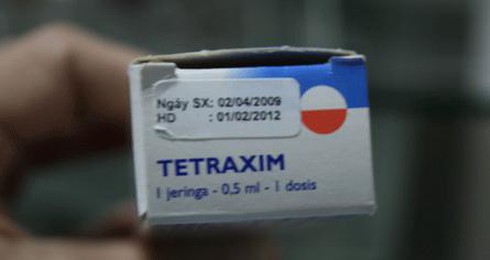 Ngày SX: 02/04/2009
HD : 01/02/2012
TETRAXIM
1 jeringa - 0,5 ml - 1 dosis